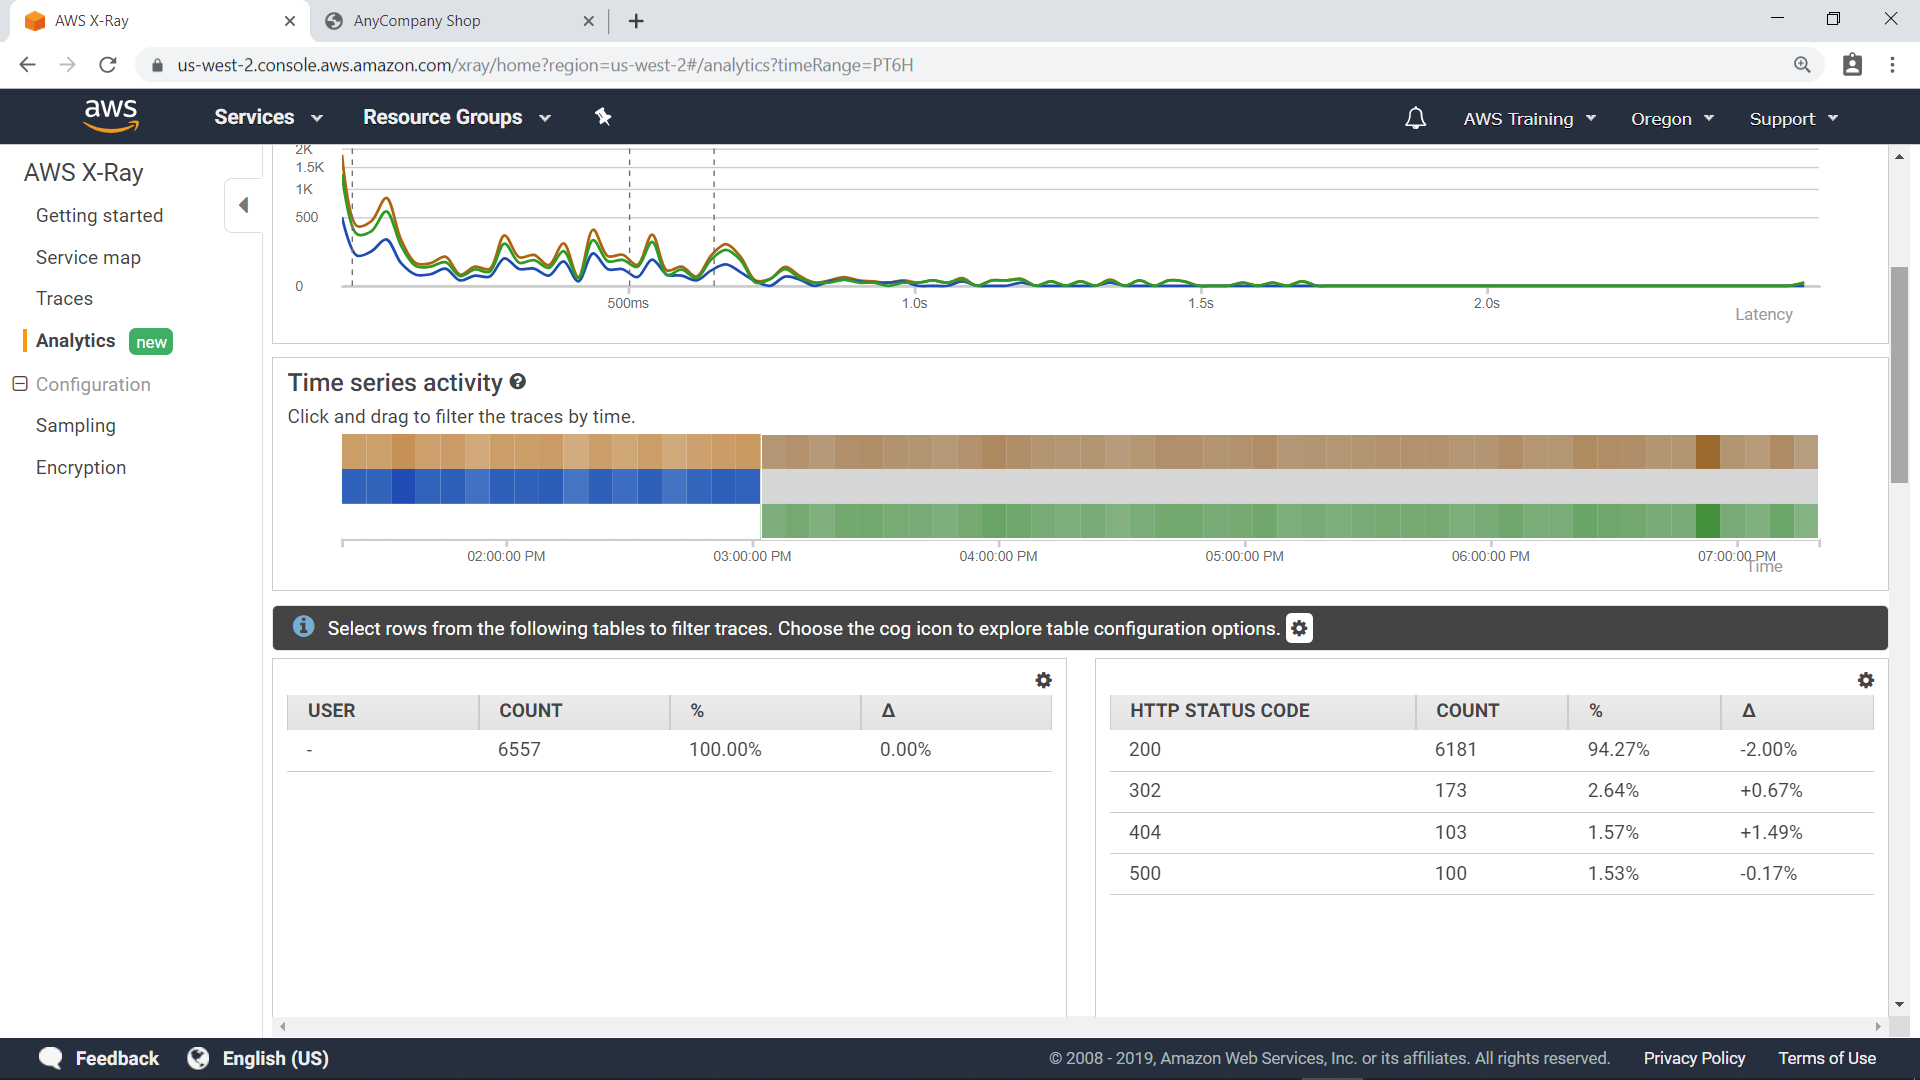 AWS X-Ray
AnyCompany Shop
us-west-2.console.aws.amazon.com/xray/home?region=us-west-2#/analytics?timeRange=PT6H
aws
Services
Resource Groups
AWS Training
Oregon
Support
AWS X-Ray
Getting started
Service map
Traces
Analytics new
Configuration
Sampling
Encryption
2K
1.5K
1K
500
0
500ms 1.0s 1.5s 2.0s
Latency
Time series activity
Click and drag to filter the traces by time.
02:00:00 PM 03:00:00 PM 04:00:00 PM 05:00:00 PM 06:00:00 PM 07:00:00 PM
Time
Select rows from the following tables to filter traces. Choose the cog icon to explore table configuration options.
USER COUNT % Δ
- 6557 100.00% 0.00%
HTTP STATUS CODE COUNT % Δ
200 6181 94.27% -2.00%
302 173 2.64% +0.67%
404 103 1.57% +1.49%
500 100 1.53% -0.17%
Feedback
English (US)
© 2008 - 2019, Amazon Web Services, Inc. or its affiliates. All rights reserved.
Privacy Policy
Terms of Use